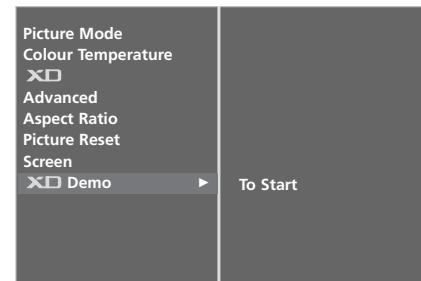 Picture Mode
Colour Temperature
XD
Advanced
Aspect Ratio
Picture Reset
Screen
XD Demo ► To Start